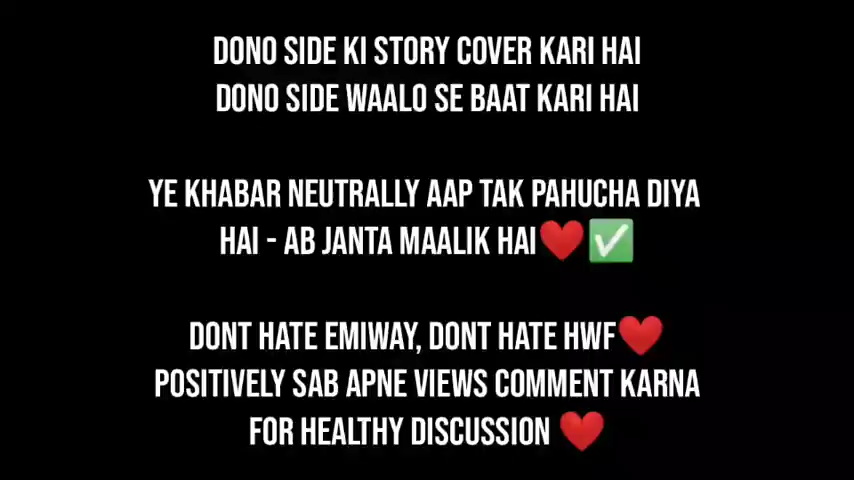 DONO SIDE KI STORY COVER KARI HAI
DONO SIDE WAALO SE BAAT KARI HAI
YE KHABAR NEUTRALLY AAP TAK PAHUCHA DIYA
HAI - AB JANTA MAALIK HAI❤️✅
DONT HATE EMIWAY, DONT HATE HWF❤️
POSITIVELY SAB APNE VIEWS COMMENT KARNA
FOR HEALTHY DISCUSSION ❤️